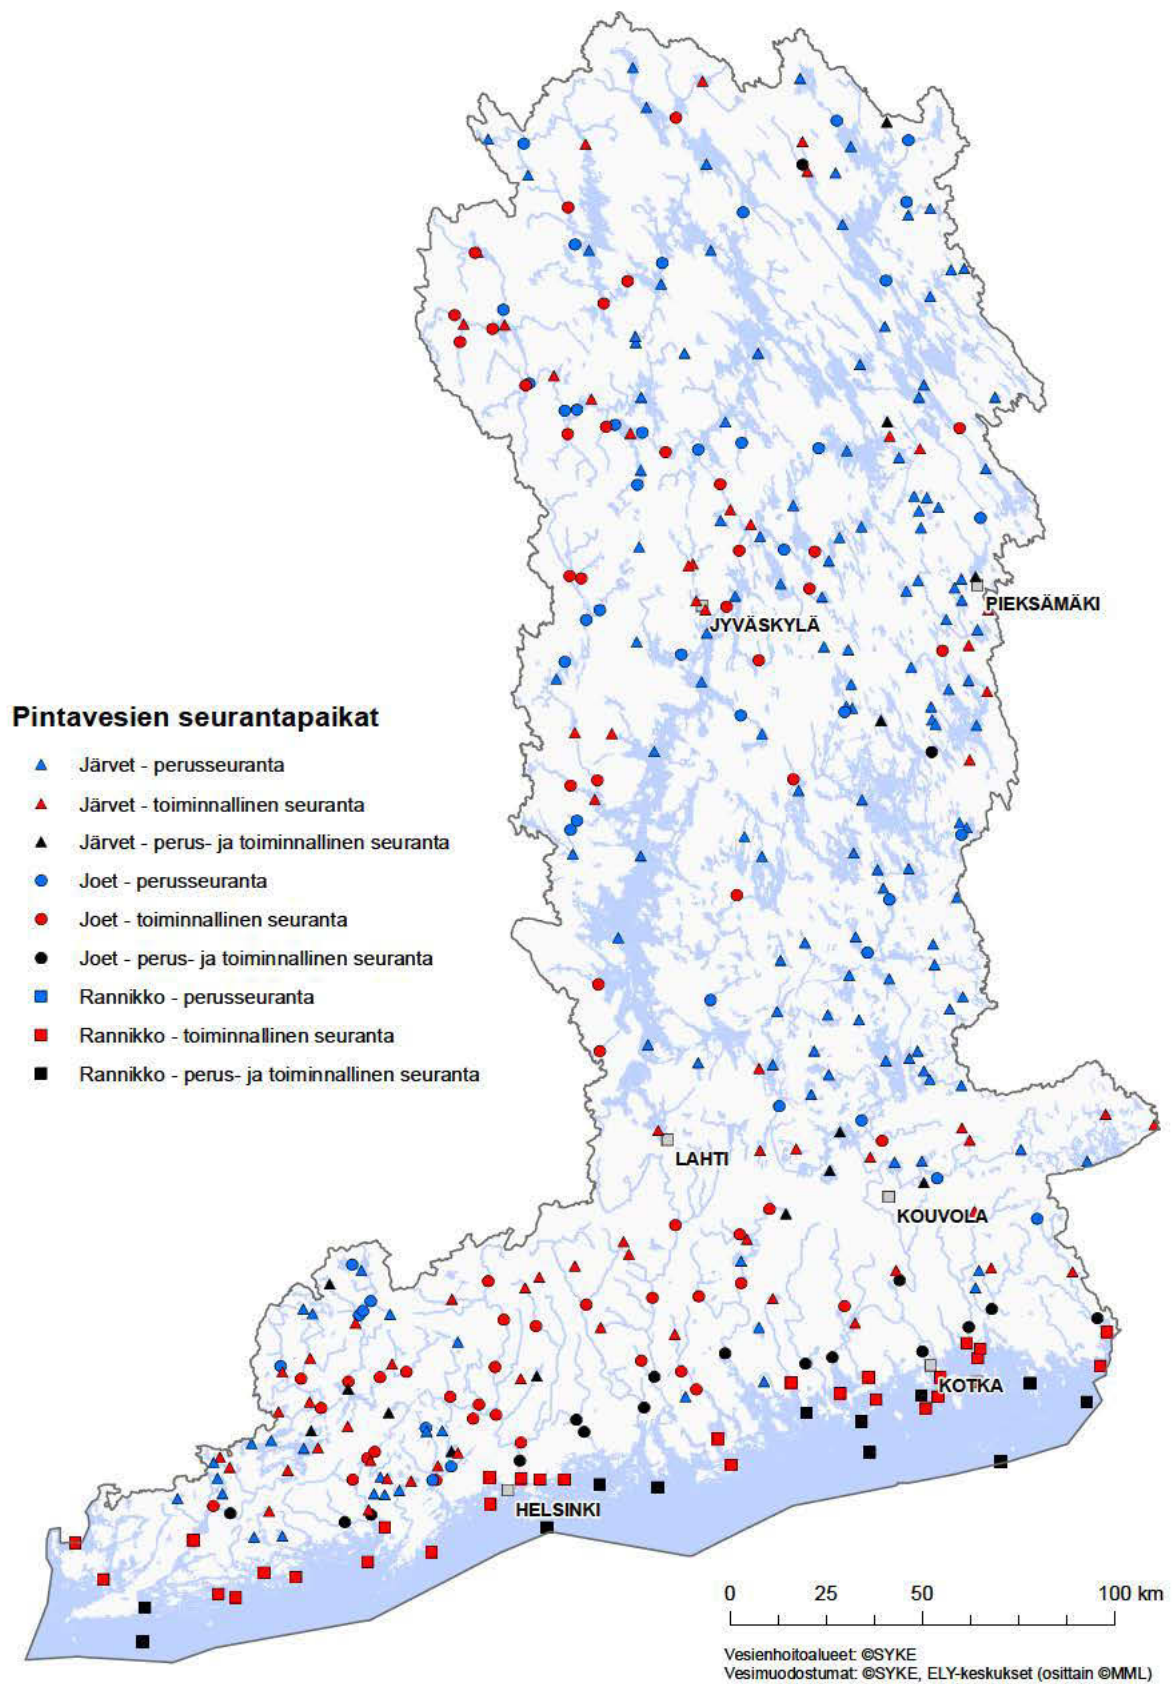 PIEKSÄMÄKI
JYVÄSKYLÄ
Pintavesien seurantapaikat
Järvet - perusseuranta
Järvet - toiminnallinen seuranta
Järvet - perus- ja toiminnallinen seuranta
Joet - perusseuranta
Joet - toiminnallinen seuranta
Joet - perus- ja toiminnallinen seuranta
Rannikko - perusseuranta
Rannikko - toiminnallinen seuranta
Rannikko - perus- ja toiminnallinen seuranta
LAHTI
KOUVOLA
KOTKA
HELSINKI
0 25 50 100 km
Vesienhoitoalueet: ©SYKE
Vesimuodostumat: ©SYKE, ELY-keskukset (osittain ©MML)